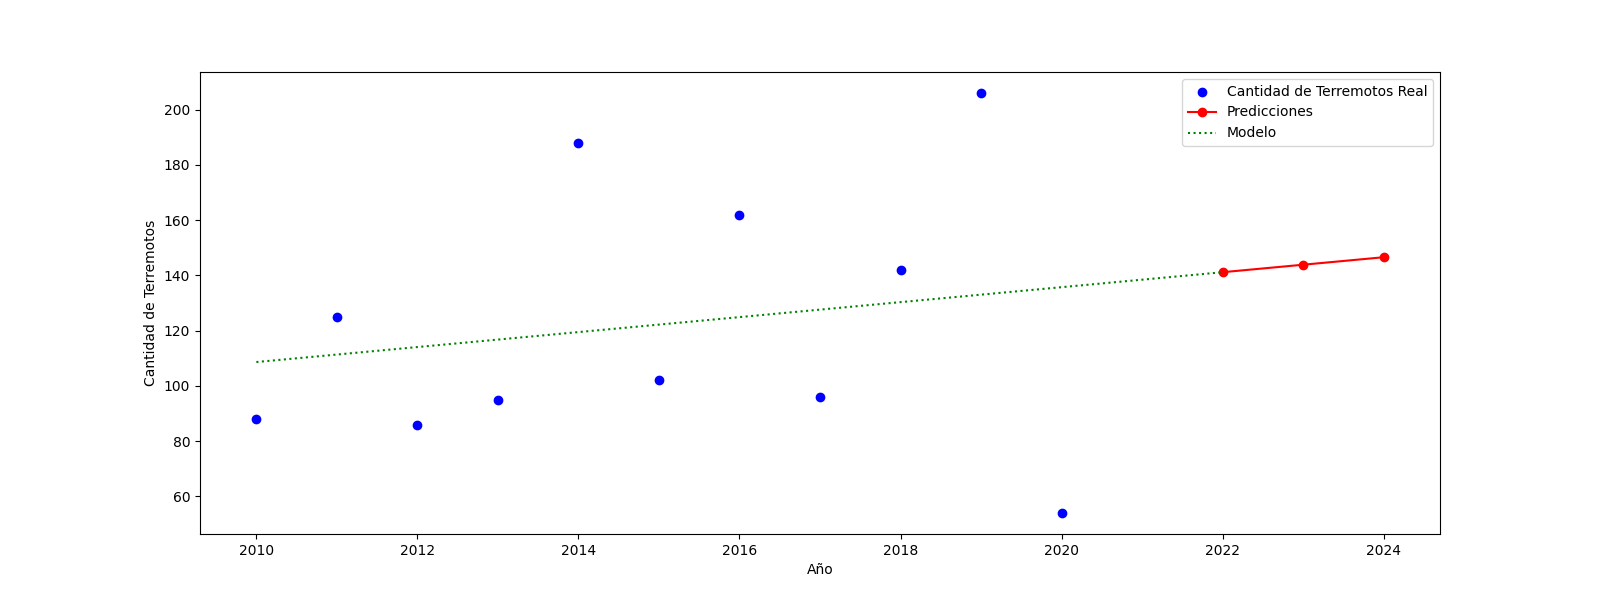 Cantidad de Terremotos Real
Predicciones
Modelo
200
180
160
140
120
100
80
60
Cantidad de Terremotos
2010 2012 2014 2016 2018 2020 2022 2024
Año